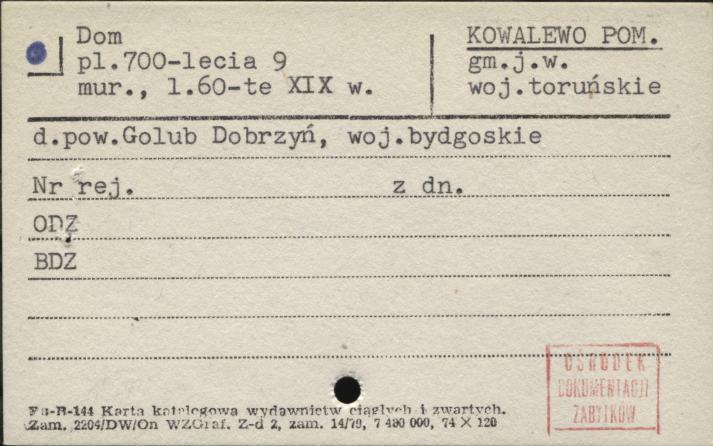 Dom
pl.700-lecia 9
mur., l.60-te XIX w.
KOWALEWO POM.
gm.j.w.
woj.toruńskie
d.pow.Golub Dobrzyń, woj.bydgoskie
Nr rej. z dn.
ODZ
BDZ
OŚRODEK
DOKUMENTACJI
ZABYTKÓW
Pu-B-144 Karta katalogowa wydawnictw ciągłych i zwartych.
Zam. 2204/DW/On WZGraf. Z-d 2, zam. 14/79, 7 480 000, 74 X 120